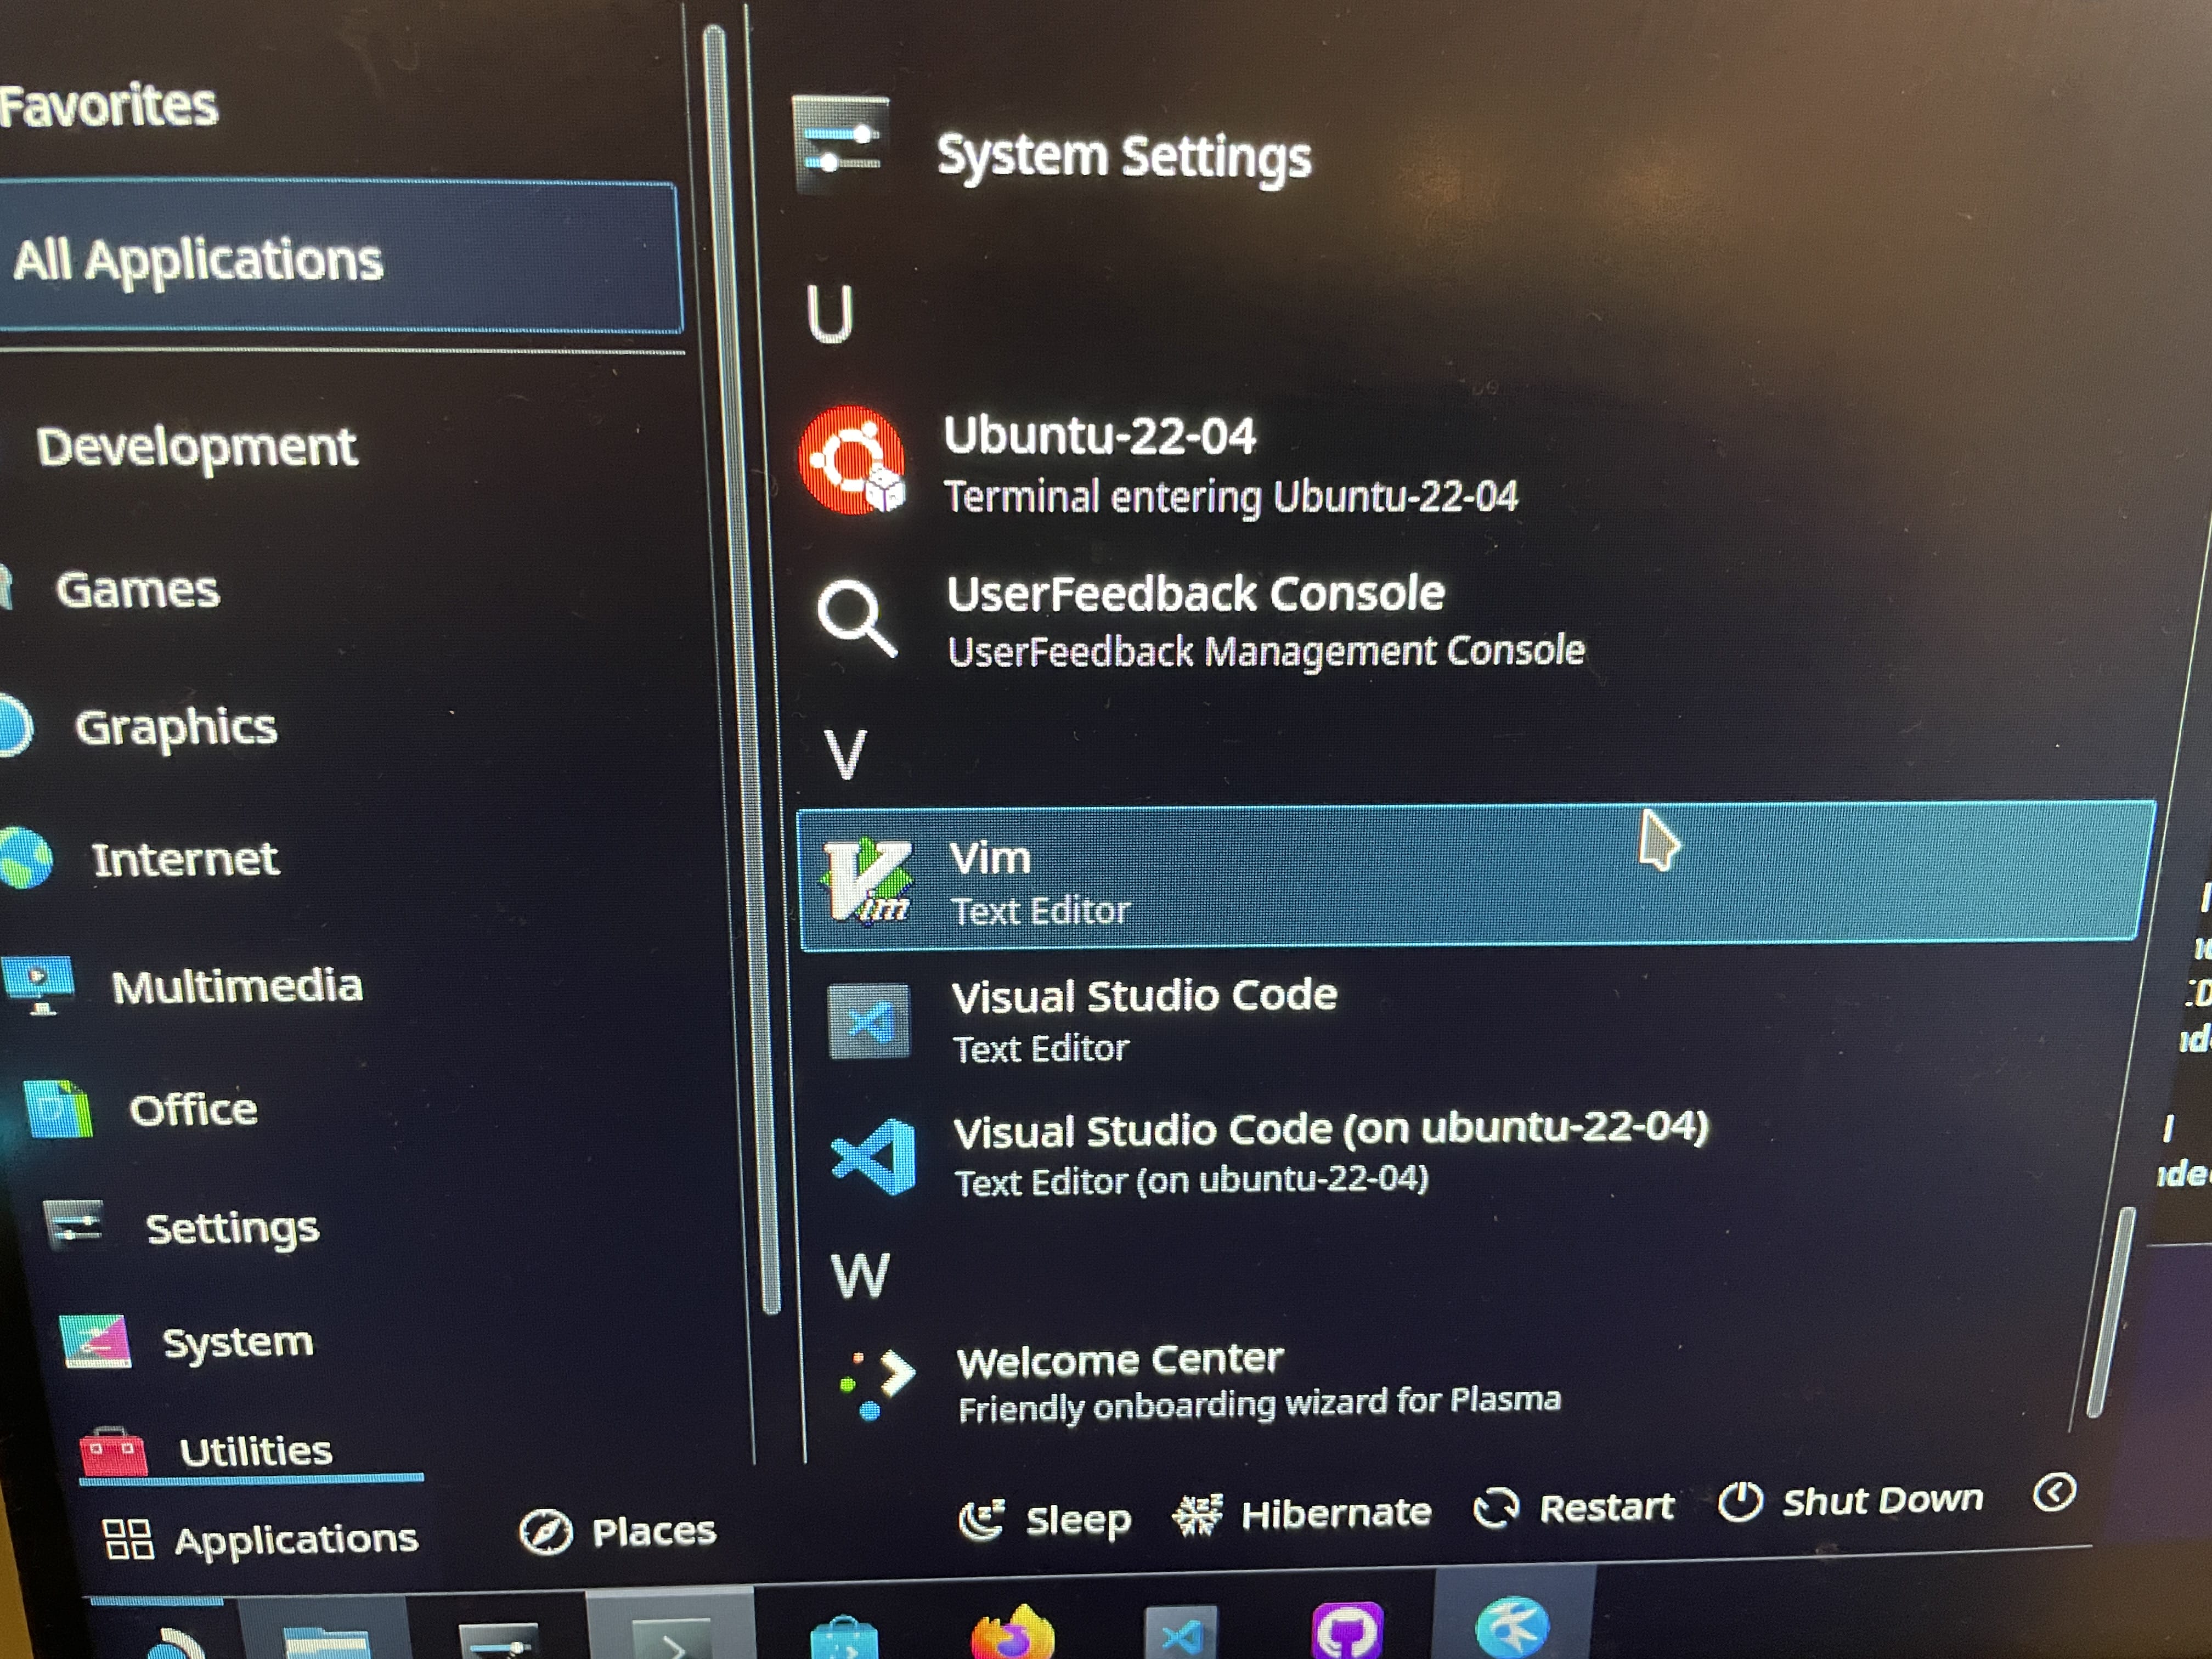 Favorites
All Applications
Development
Games
Graphics
Internet
Multimedia
Office
Settings
System
Utilities
System Settings
U
Ubuntu-22-04
Terminal entering Ubuntu-22-04
UserFeedback Console
UserFeedback Management Console
V
Vim
Text Editor
Visual Studio Code
Text Editor
Visual Studio Code (on ubuntu-22-04)
Text Editor (on ubuntu-22-04)
W
Welcome Center
Friendly onboarding wizard for Plasma
Applications
Places
Sleep
Hibernate
Restart
Shut Down